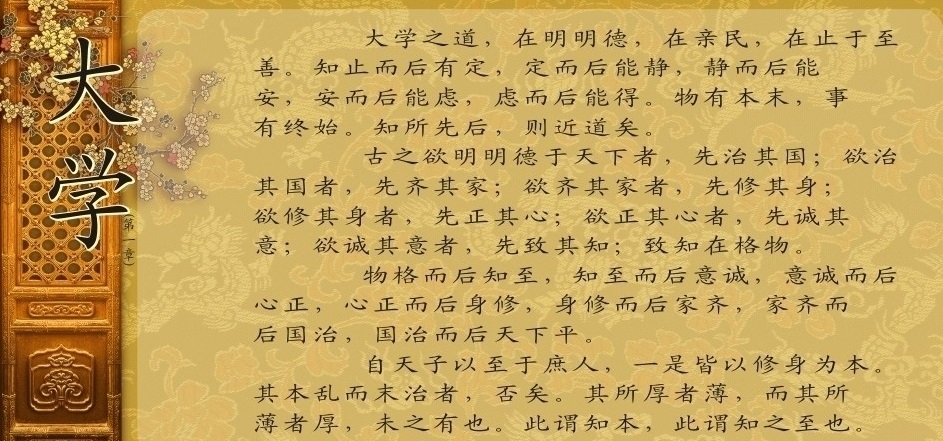 大学
(第一章)
大学之道，在明明德，在亲民，在止于至
善。知止而后有定，定而后能静，静而后能
安，安而后能虑，虑而后能得。物有本末，事
有终始。知所先后，则近道矣。
古之欲明明德于天下者，先治其国；欲治
其国者，先齐其家；欲齐其家者，先修其身；
欲修其身者，先正其心；欲正其心者，先诚其
意；欲诚其意者，先致其知；致知在格物。
物格而后知至，知至而后意诚，意诚而后
心正，心正而后身修，身修而后家齐，家齐而
后国治，国治而后天下平。
自天子以至于庶人，一是皆以修身为本。
其本乱而末治者，否矣。其所厚者薄，而其所
薄者厚，未之有也。此谓知本，此谓知之至也。